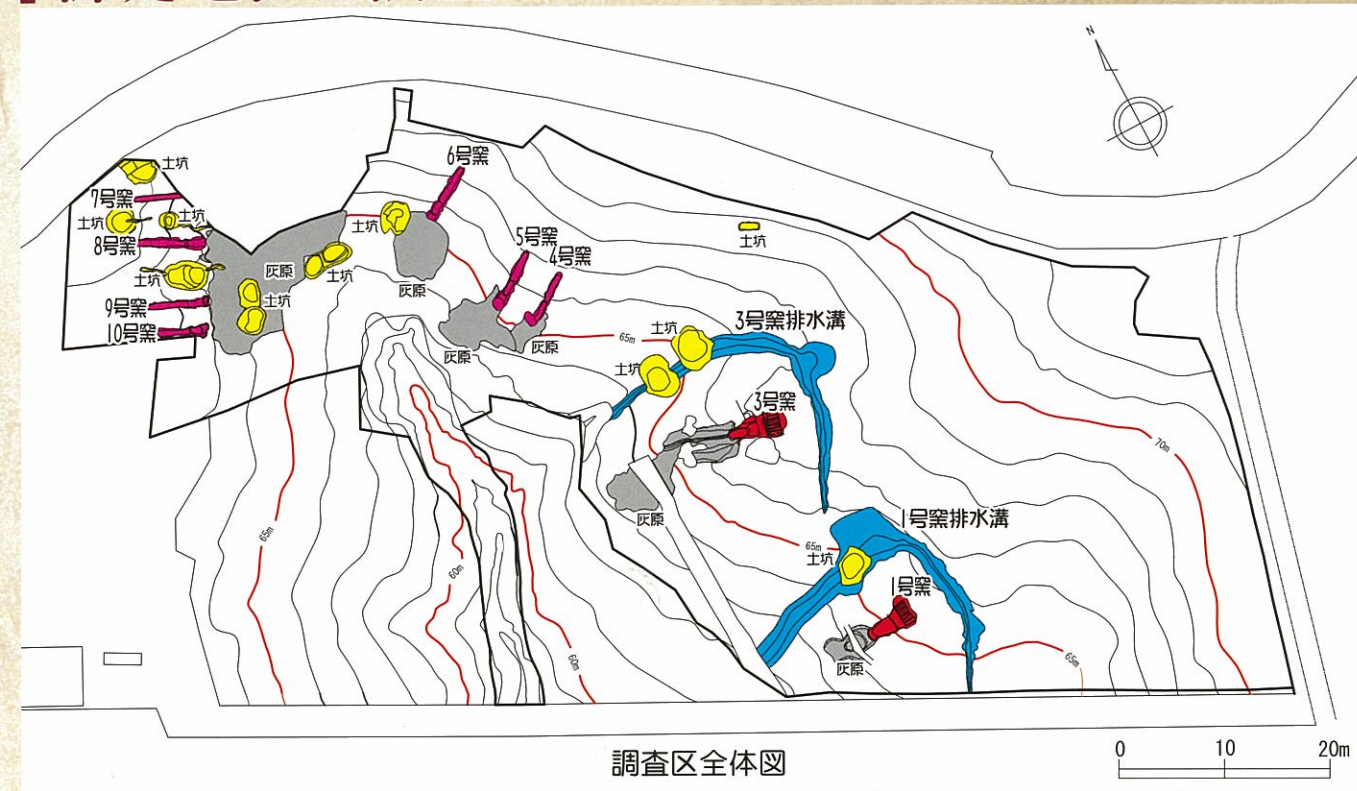 N
6号窯
土坑
7号窯
土坑
土坑
8号窯
土坑
5号窯
4号窯
土坑
灰原
土坑
土坑
土坑
灰原
9号窯
10号窯
灰原
灰原
65m
土坑
3号窯排水溝
土坑
3号窯
70m
灰原
1号窯排水溝
65m
土坑
65m
60m
1号窯
60m
灰原
65m
調査区全体図
0 10 20m